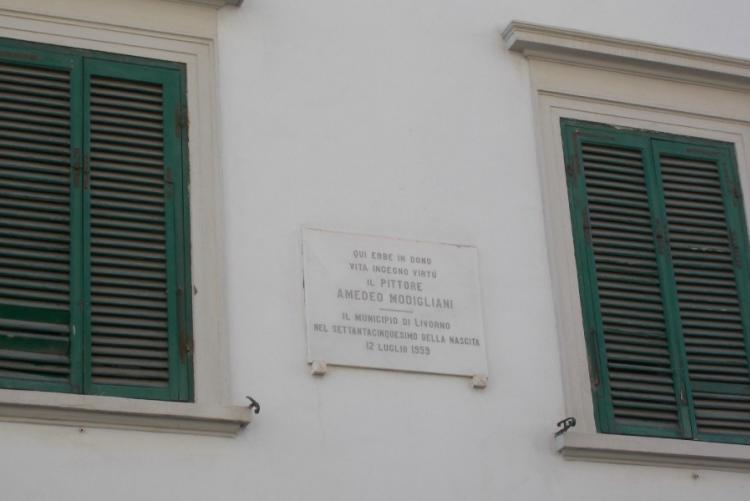 QUI EBBE IN DONO
VITA INGEGNO VIRTÙ
IL PITTORE
AMEDEO MODIGLIANI
IL MUNICIPIO DI LIVORNO
NEL SETTANTACINQUESIMO DELLA NASCITA
12 LUGLIO 1959